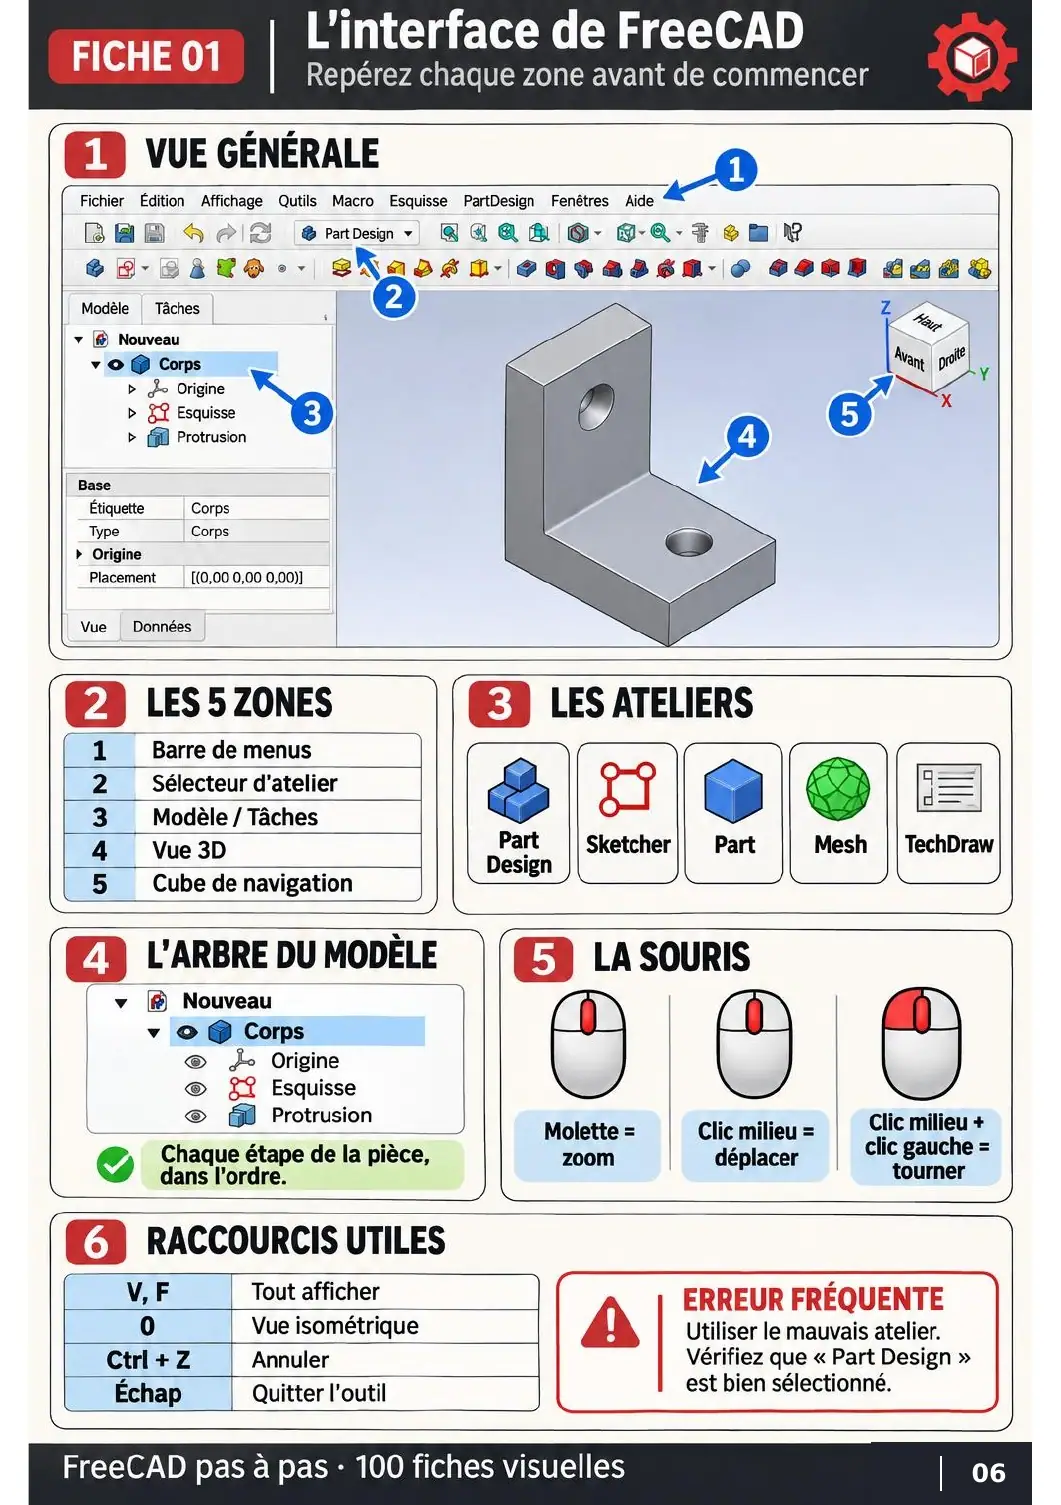 FICHE 01
L'interface de FreeCAD
Repérez chaque zone avant de commencer
1 VUE GÉNÉRALE
1
Fichier Édition Affichage Outils Macro Esquisse PartDesign Fenêtres Aide
Part Design
2
Modèle Tâches
Nouveau
Corps
Origine
Esquisse
Protrusion
3
Base
Étiquette Corps
Type Corps
Origine
Placement [(0,00 0,00 0,00)]
Vue Données
4
Z
Haut
Avant
Droite
Y
X
5
2 LES 5 ZONES
1 Barre de menus
2 Sélecteur d'atelier
3 Modèle / Tâches
4 Vue 3D
5 Cube de navigation
3 LES ATELIERS
Part
Design
Sketcher
Part
Mesh
TechDraw
4 L'ARBRE DU MODÈLE
Nouveau
Corps
Origine
Esquisse
Protrusion
Chaque étape de la pièce,
dans l'ordre.
5 LA SOURIS
Molette =
zoom
Clic milieu =
déplacer
Clic milieu +
clic gauche =
tourner
6 RACCOURCIS UTILES
V, F Tout afficher
0 Vue isométrique
Ctrl + Z Annuler
Échap Quitter l'outil
ERREUR FRÉQUENTE
Utiliser le mauvais atelier.
Vérifiez que « Part Design »
est bien sélectionné.
FreeCAD pas à pas · 100 fiches visuelles
06